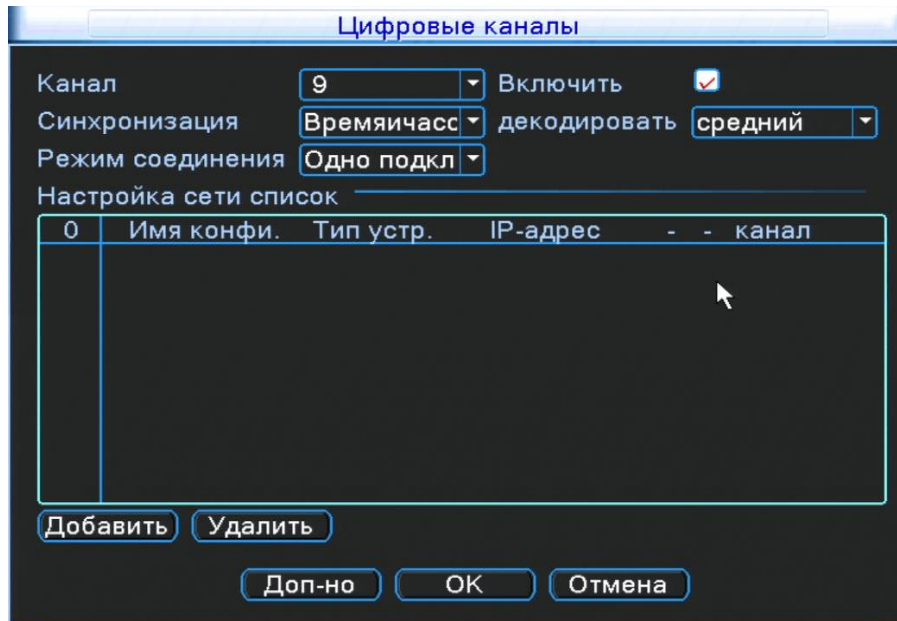 Цифровые каналы
Канал 9 Включить
Синхронизация Времяичасс декодировать средний
Режим соединения Одно подкл
Настройка сети список
0 Имя конфи. Тип устр. IP-адрес - - канал
Добавить Удалить
Доп-но OK Отмена